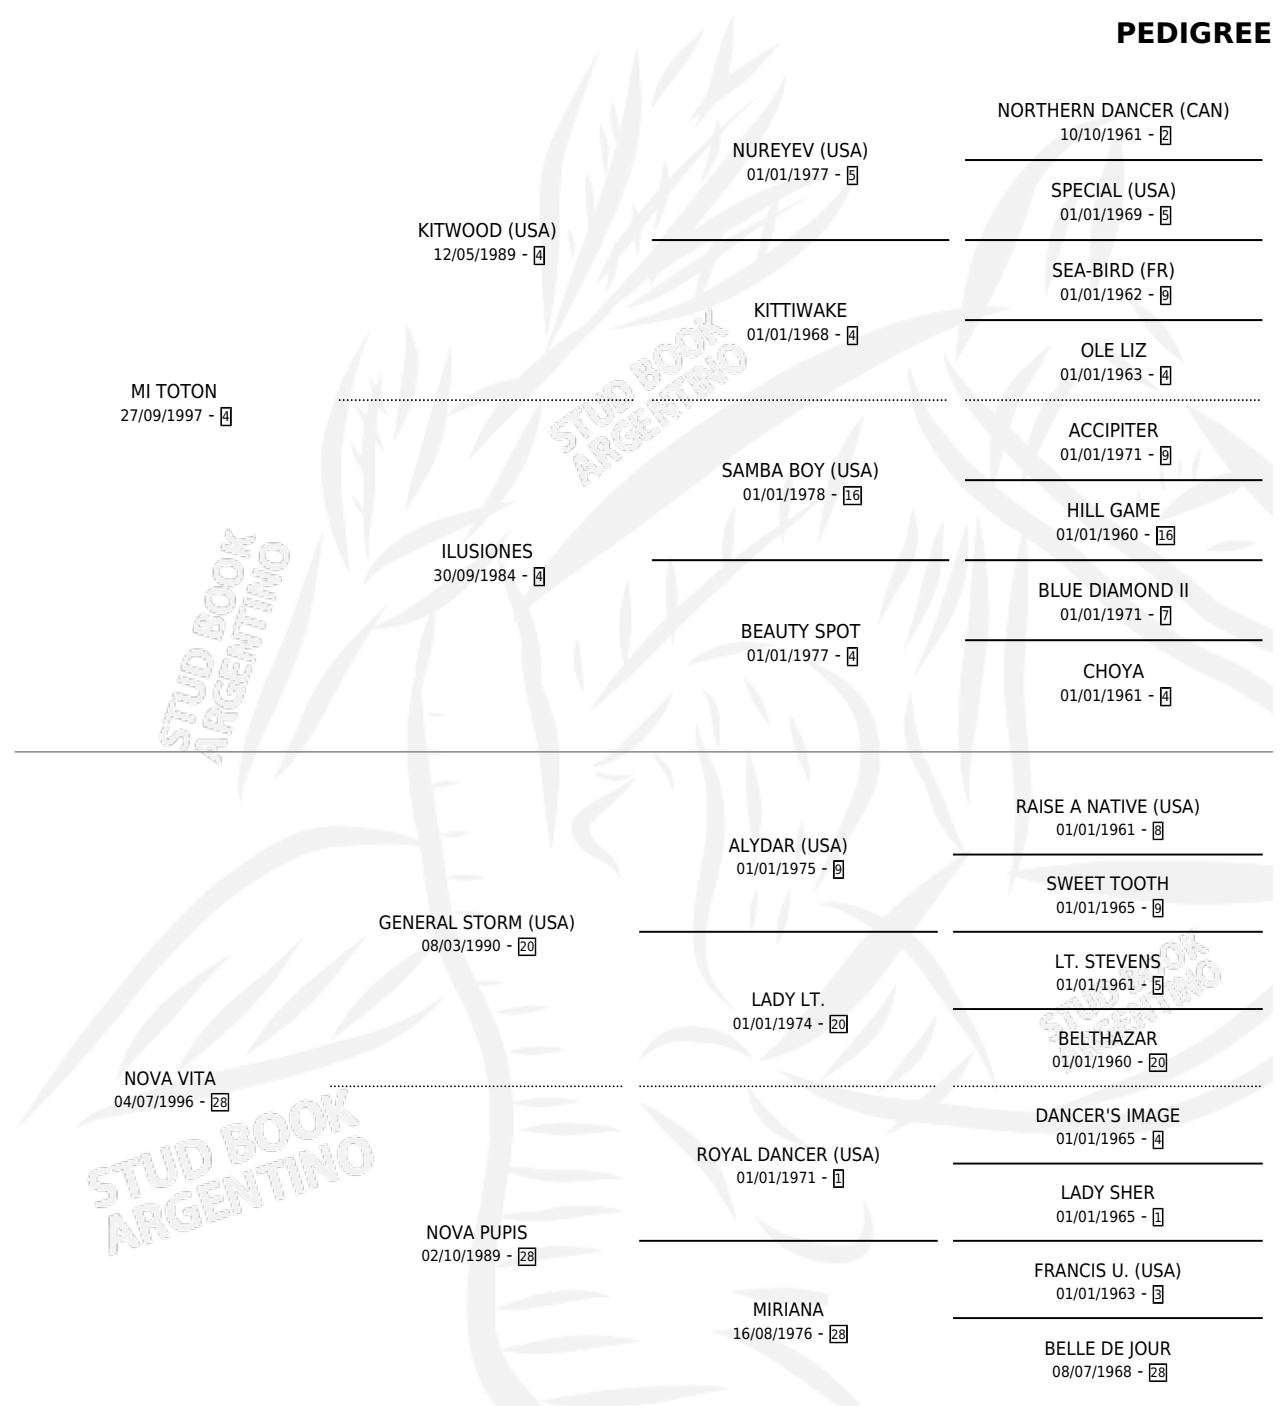 PEDIGREE
NORTHERN DANCER (CAN)
10/10/1961 - 2
NUREYEV (USA)
01/01/1977 - 5
SPECIAL (USA)
01/01/1969 - 5
KITWOOD (USA)
12/05/1989 - 4
SEA-BIRD (FR)
01/01/1962 - 9
KITTIWAKE
01/01/1968 - 4
OLE LIZ
01/01/1963 - 4
MI TOTON
27/09/1997 - 4
STUD BOOK
ARGENTINO
ACCIPITER
01/01/1971 - 9
SAMBA BOY (USA)
01/01/1978 - 16
HILL GAME
01/01/1960 - 16
ILUSIONES
30/09/1984 - 4
STUD BOOK
ARGENTINO
BLUE DIAMOND II
01/01/1971 - 7
BEAUTY SPOT
01/01/1977 - 4
CHOYA
01/01/1961 - 4
RAISE A NATIVE (USA)
01/01/1961 - 8
ALYDAR (USA)
01/01/1975 - 9
SWEET TOOTH
01/01/1965 - 9
GENERAL STORM (USA)
08/03/1990 - 20
LT. STEVENS
01/01/1961 - 5
STUD BOOK
ARGENTINO
LADY LT.
01/01/1974 - 20
BELTHAZAR
01/01/1960 - 20
NOVA VITA
04/07/1996 - 28
STUD BOOK
ARGENTINO
DANCER'S IMAGE
01/01/1965 - 4
ROYAL DANCER (USA)
01/01/1971 - 1
LADY SHER
01/01/1965 - 1
NOVA PUPIS
02/10/1989 - 28
FRANCIS U. (USA)
01/01/1963 - 3
MIRIANA
16/08/1976 - 28
BELLE DE JOUR
08/07/1968 - 28